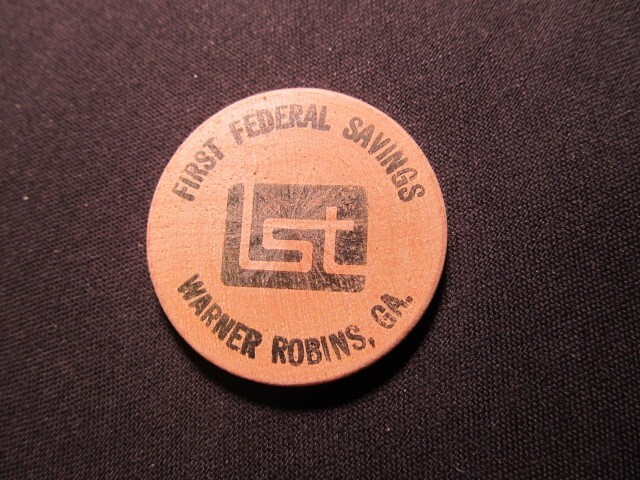 FIRST FEDERAL SAVINGS
1st
WARNER ROBINS, GA.